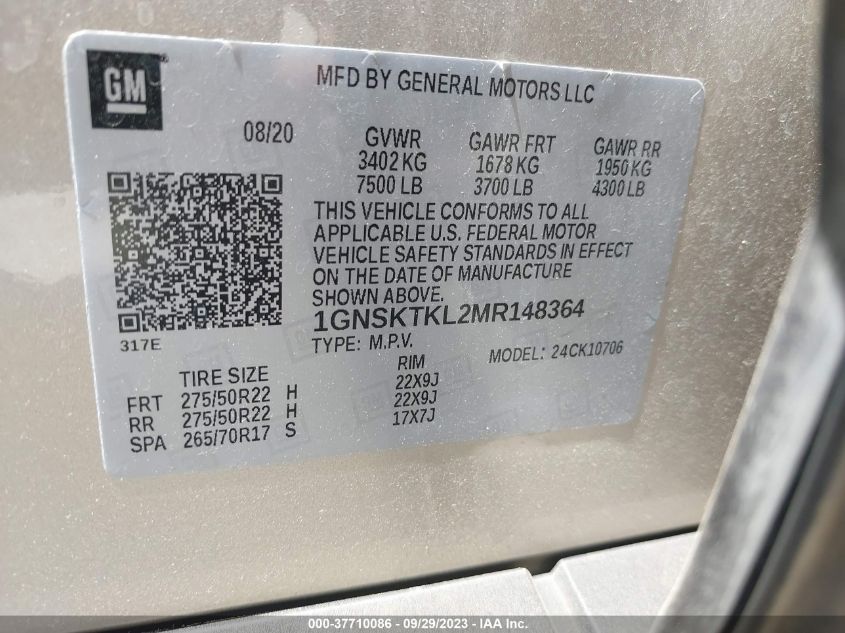 GM
MFD BY GENERAL MOTORS LLC
08/20
GVWR GAWR FRT GAWR RR
3402 KG 1678 KG 1950 KG
7500 LB 3700 LB 4300 LB
THIS VEHICLE CONFORMS TO ALL
APPLICABLE U.S. FEDERAL MOTOR
VEHICLE SAFETY STANDARDS IN EFFECT
ON THE DATE OF MANUFACTURE
SHOWN ABOVE.
1GNSKTKL2MR148364
317E
TYPE: M.P.V. MODEL: 24CK10706
TIRE SIZE RIM
FRT 275/50R22 H 22X9J
RR 275/50R22 H 22X9J
SPA 265/70R17 S 17X7J
000-37710086 - 09/29/2023 - IAA Inc.